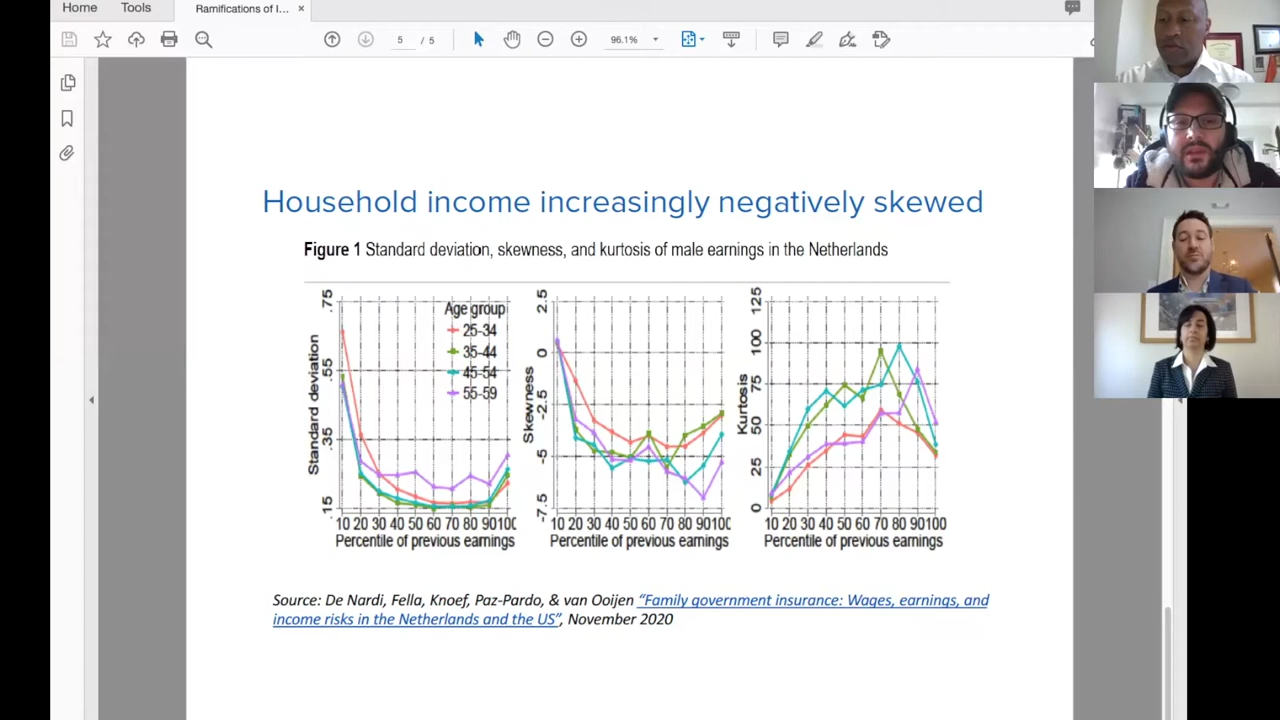 Home Tools Ramifications of I... ×
5 / 5 96.1%
Household income increasingly negatively skewed
Figure 1 Standard deviation, skewness, and kurtosis of male earnings in the Netherlands
Standard deviation
.75
.55
.35
.15
Age group
25-34
35-44
45-54
55-59
10 20 30 40 50 60 70 80 90100
Percentile of previous earnings
Skewness
2.5
0
-2.5
-5
-7.5
10 20 30 40 50 60 70 80 90100
Percentile of previous earnings
Kurtosis
125
100
75
50
25
0
10 20 30 40 50 60 70 80 90100
Percentile of previous earnings
Source: De Nardi, Fella, Knoef, Paz-Pardo, & van Ooijen “Family government insurance: Wages, earnings, and
income risks in the Netherlands and the US”, November 2020